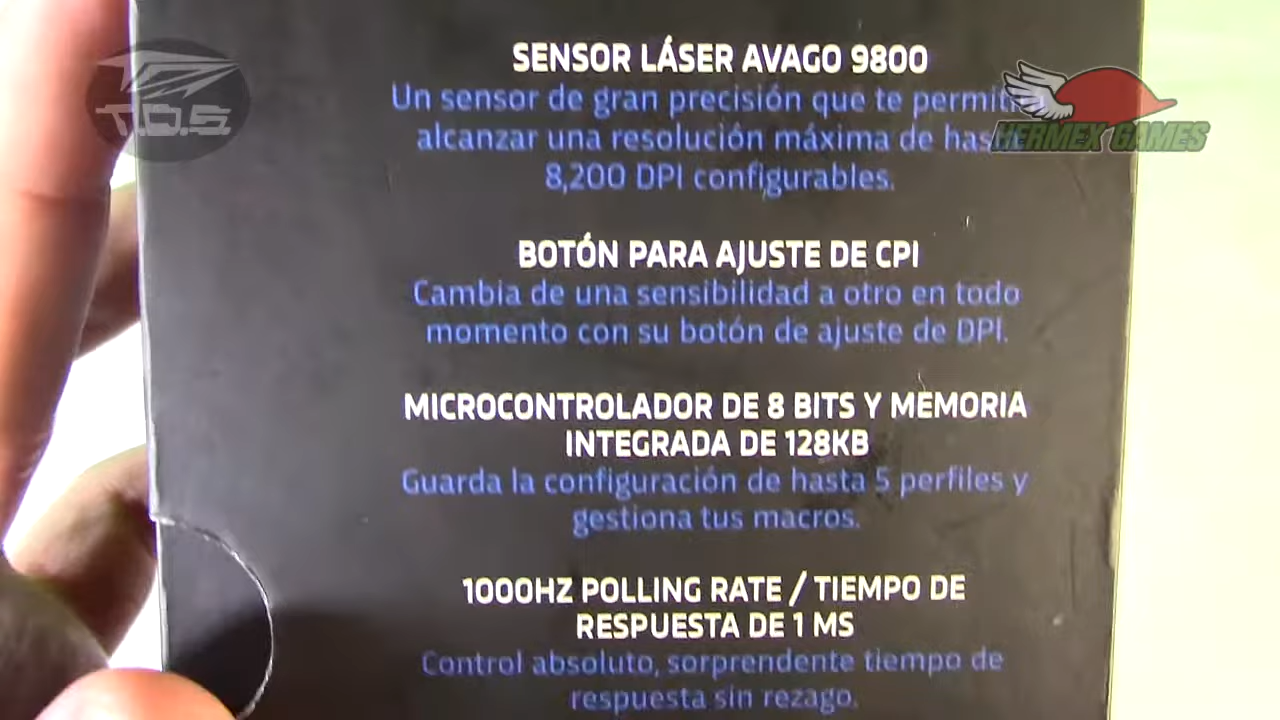 T.D.S
HERMEX GAMES
SENSOR LÁSER AVAGO 9800
Un sensor de gran precisión que te
alcanzar una resolución máxima de
8,200 DPI configurables.
BOTÓN PARA AJUSTE DE CPI
Cambia de una sensibilidad a otro en todo
momento con su botón de ajuste de DPI.
MICROCONTROLADOR DE 8 BITS Y MEMORIA
INTEGRADA DE 128KB
Guarda la configuración de hasta 5 perfiles y
gestiona tus macros.
1000HZ POLLING RATE / TIEMPO DE
RESPUESTA DE 1 MS
Control absoluto, sorprendente tiempo de
respuesta sin rezago.